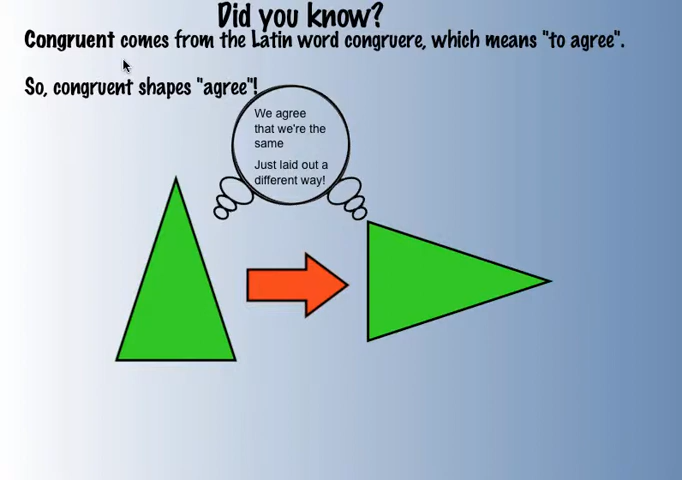 Did you know?
Congruent comes from the Latin word congruere, which means "to agree".
So, congruent shapes "agree"!
We agree
that we're the
same
Just laid out a
different way!